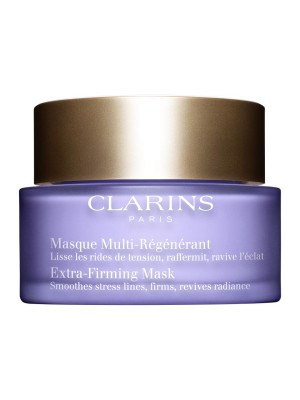 CLARINS
PARIS
Masque Multi-Régénérant
Lisse les rides de tension, raffermit, ravive l'éclat
Extra-Firming Mask
Smoothes stress lines, firms, revives radiance